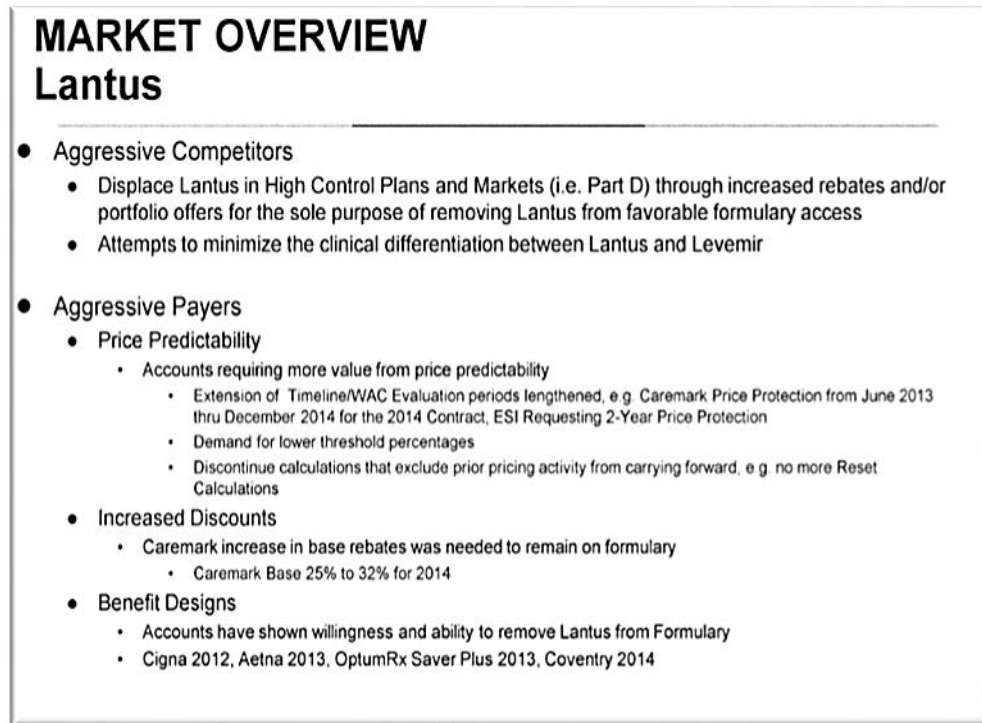 MARKET OVERVIEW
Lantus
● Aggressive Competitors
● Displace Lantus in High Control Plans and Markets (i.e. Part D) through increased rebates and/or
portfolio offers for the sole purpose of removing Lantus from favorable formulary access
● Attempts to minimize the clinical differentiation between Lantus and Levemir
● Aggressive Payers
● Price Predictability
• Accounts requiring more value from price predictability
• Extension of Timeline/WAC Evaluation periods lengthened, e.g. Caremark Price Protection from June 2013
thru December 2014 for the 2014 Contract, ESI Requesting 2-Year Price Protection
• Demand for lower threshold percentages
• Discontinue calculations that exclude prior pricing activity from carrying forward, e.g. no more Reset
Calculations
● Increased Discounts
• Caremark increase in base rebates was needed to remain on formulary
• Caremark Base 25% to 32% for 2014
● Benefit Designs
• Accounts have shown willingness and ability to remove Lantus from Formulary
• Cigna 2012, Aetna 2013, OptumRx Saver Plus 2013, Coventry 2014